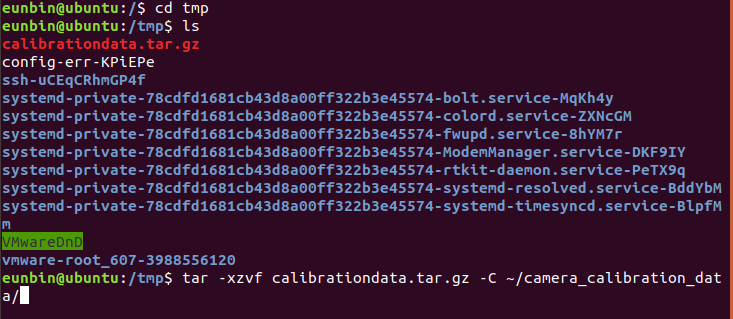 eunbin@ubuntu:/$ cd tmp
eunbin@ubuntu:/tmp$ ls
calibrationdata.tar.gz
config-err-KPiEPe
ssh-uCEqCRhmGP4f
systemd-private-78cdfd1681cb43d8a00ff322b3e45574-bolt.service-MqKh4y
systemd-private-78cdfd1681cb43d8a00ff322b3e45574-colord.service-ZXNcGM
systemd-private-78cdfd1681cb43d8a00ff322b3e45574-fwupd.service-8hYM7r
systemd-private-78cdfd1681cb43d8a00ff322b3e45574-ModemManager.service-DKF9IY
systemd-private-78cdfd1681cb43d8a00ff322b3e45574-rtkit-daemon.service-PeTX9q
systemd-private-78cdfd1681cb43d8a00ff322b3e45574-systemd-resolved.service-BddYbM
systemd-private-78cdfd1681cb43d8a00ff322b3e45574-systemd-timesyncd.service-BlpfM
m
VMwareDnD
vmware-root_607-3988556120
eunbin@ubuntu:/tmp$ tar -xzvf calibrationdata.tar.gz -C ~/camera_calibration_dat
a/